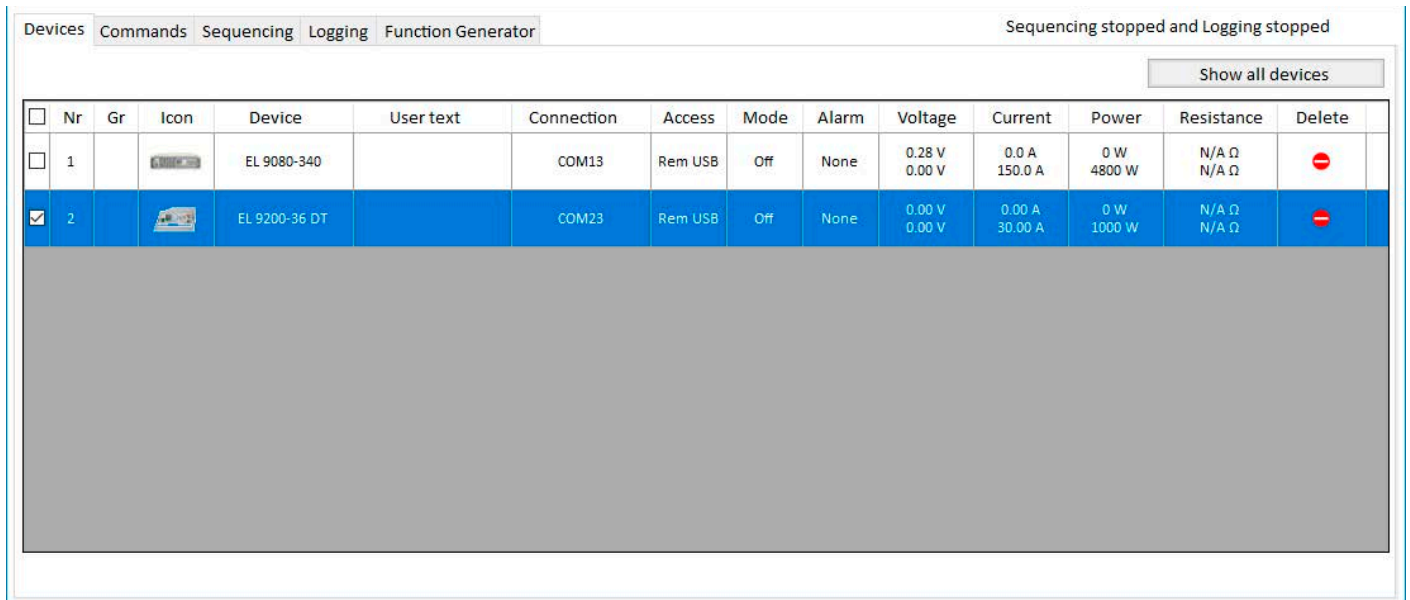 Devices Commands Sequencing Logging Function Generator Sequencing stopped and Logging stopped
Show all devices
Nr Gr Icon Device User text Connection Access Mode Alarm Voltage Current Power Resistance Delete
1 EL 9080-340 COM13 Rem USB Off None 0.28 V 0.0 A 0 W N/A Ω
0.00 V 150.0 A 4800 W N/A Ω
2 EL 9200-36 DT COM23 Rem USB Off None 0.00 V 0.00 A 0 W N/A Ω
0.00 V 30.00 A 1000 W N/A Ω